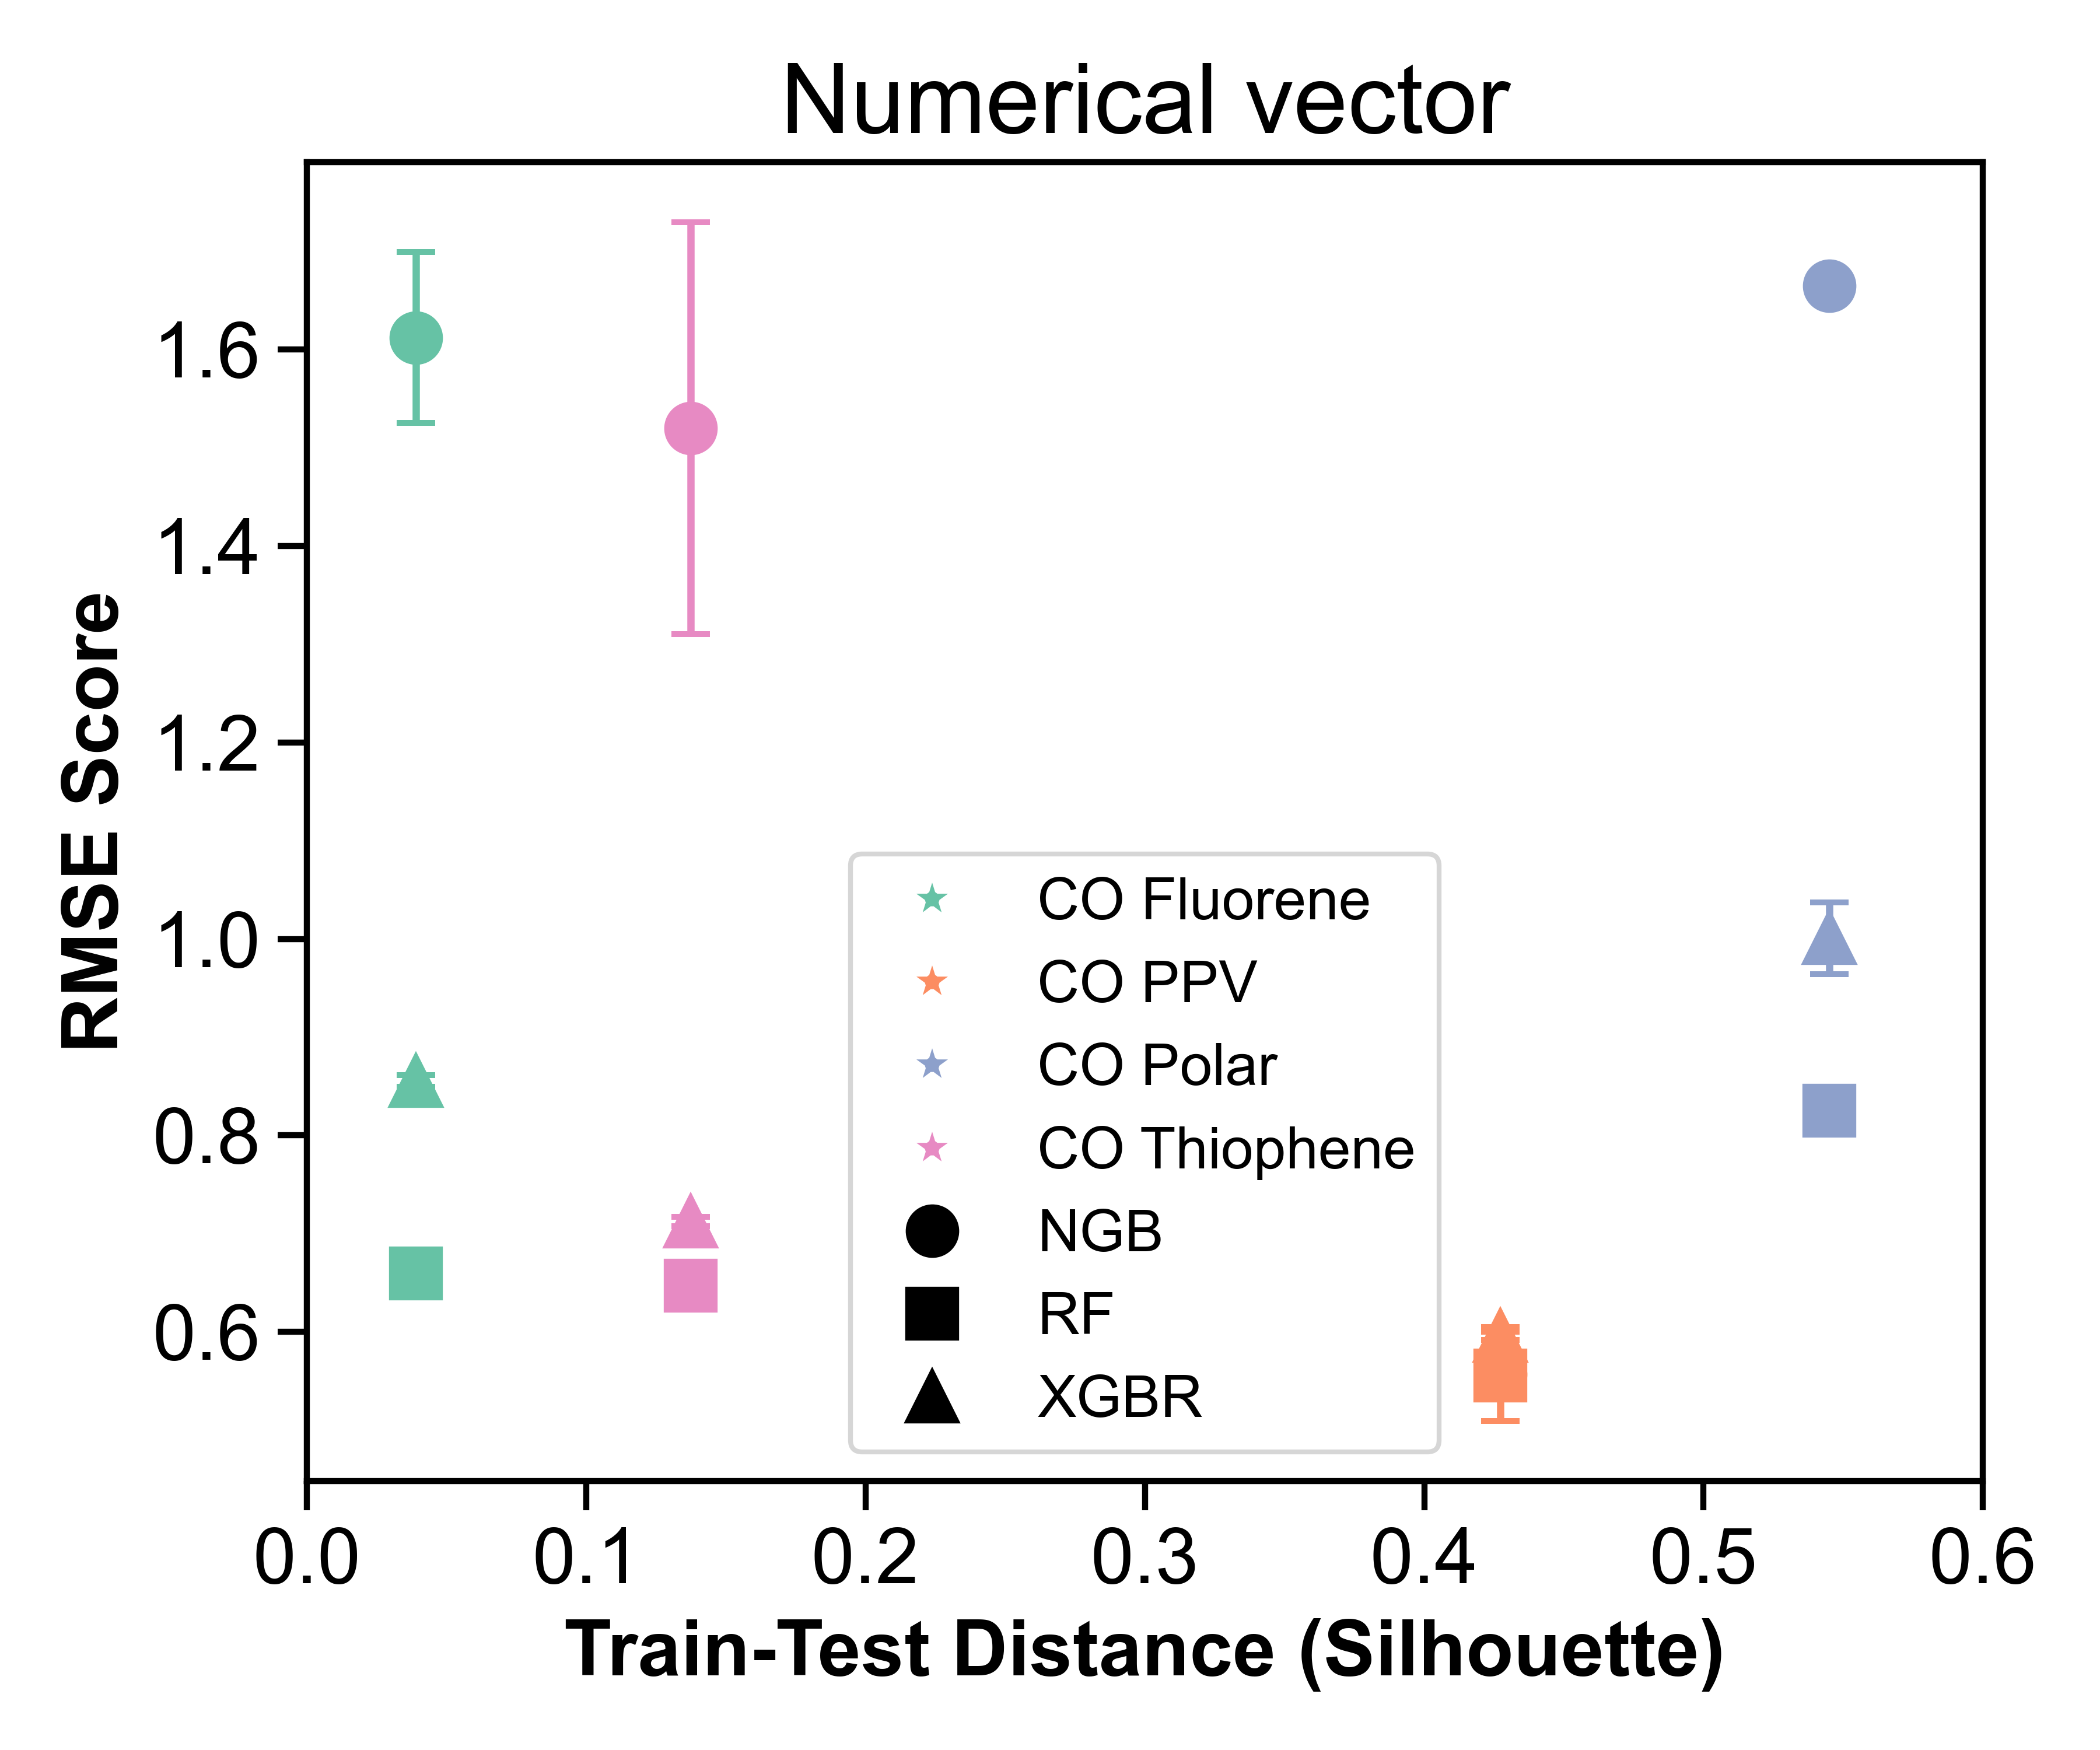 Numerical vector
RMSE Score
1.6
1.4
1.2
1.0
0.8
0.6
CO Fluorene
CO PPV
CO Polar
CO Thiophene
NGB
RF
XGBR
0.0 0.1 0.2 0.3 0.4 0.5 0.6
Train-Test Distance (Silhouette)